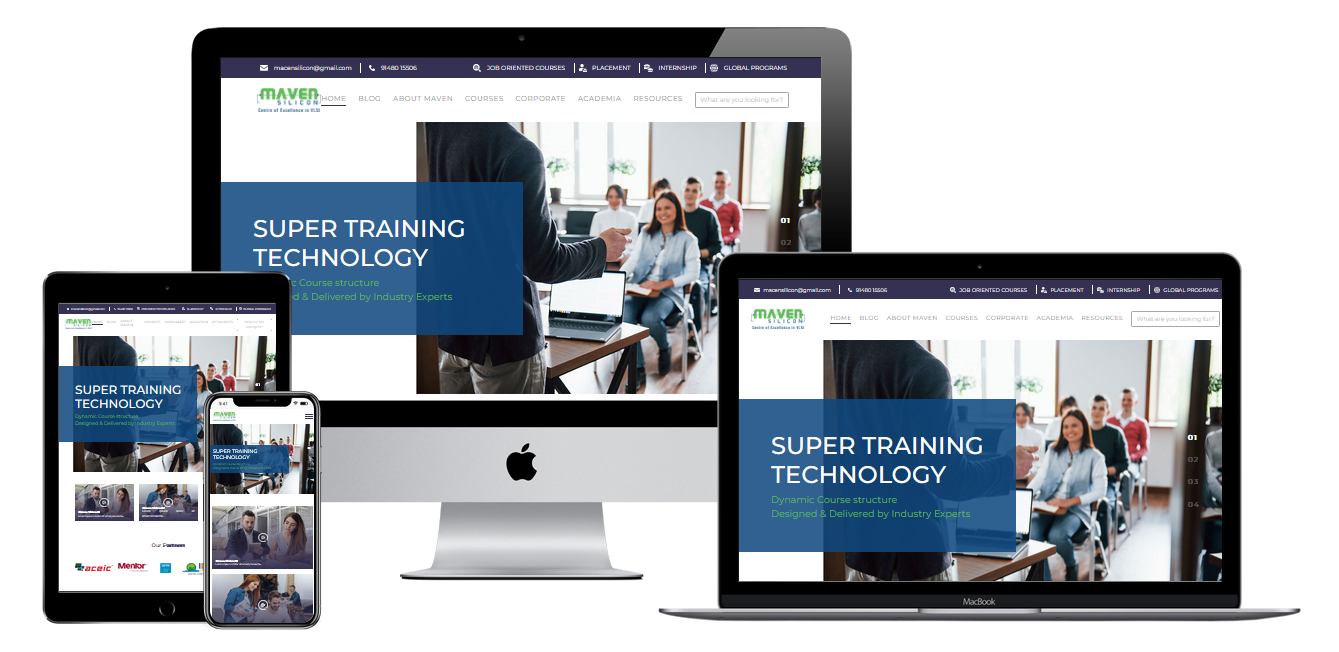 macensilicon@gmail.com
91480 15506
JOB ORIENTED COURSES
PLACEMENT
INTERNSHIP
GLOBAL PROGRAMS
MAVEN
SILICON
Centre of Excellence in VLSI
HOME BLOG ABOUT MAVEN COURSES CORPORATE ACADEMIA RESOURCES
What are you looking for?
SUPER TRAINING
TECHNOLOGY
Course structure
& Delivered by Industry Experts
01
02
macensilicon@gmail.com
91480 15506
JOB ORIENTED COURSES
PLACEMENT
INTERNSHIP
GLOBAL PROGRAMS
MAVEN
SILICON
Centre of Excellence in VLSI
HOME BLOG ABOUT MAVEN COURSES CORPORATE ACADEMIA RESOURCES
What are you looking for?
SUPER TRAINING
TECHNOLOGY
Dynamic Course structure
Designed & Delivered by Industry Experts
01
02
03
04
MacBook
MAVEN
SILICON
SUPER TRAINING
TECHNOLOGY
Dynamic Course structure
Designed & Delivered by Industry Experts
01
Our Partners
aceic
Mentor
9:41
MAVEN
SILICON
SUPER TRAINING
TECHNOLOGY